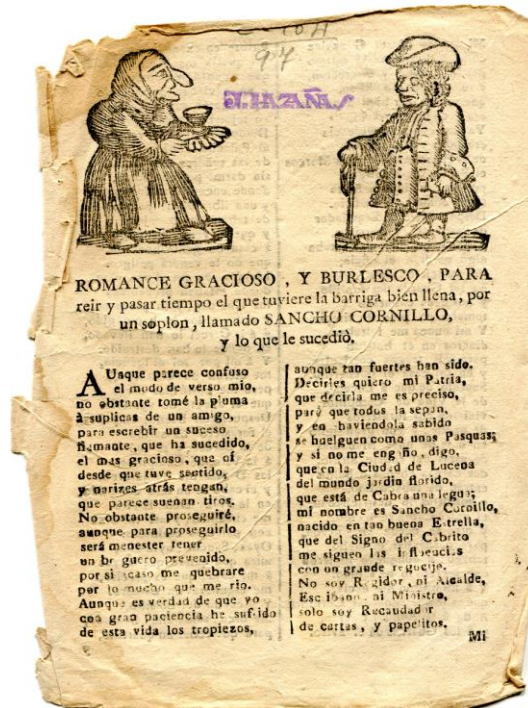 97
ROMANCE GRACIOSO, Y BURLESCO, PARA
reir y pasar tiempo el que tuviere la barriga bien llena, por
un soplon, llamado SANCHO CORNILLO,
y lo que le sucediò.
AUnque parece confuso
el modo de verso mio,
no obstante tomé la pluma
à suplicas de un amigo,
para escrebir un suceso
flamante, que ha sucedido,
el mas gracioso, que oí
desde que tuve sentido,
y narizes atrás tengan,
que parece suenan tiros.
No obstante proseguiré,
aunque para proseguirlo
será menester tener
un br guero prevenido,
por si acaso me quebrare
por lo mucho que me rio.
Aunque es verdad de que yo
con gran paciencia he sufrido
de esta vida los tropiezos,
aunque tan fuertes han sido.
Decirles quiero mi Patria,
que decirla me es preciso,
para que todos la sepan,
y en haviendola sabido
se huelguen como unas Pasquas;
y si no me engaño, digo,
que en la Ciudad de Lucena
del mundo jardin florido,
que está de Cabra una legua;
mi nombre es Sancho Cornillo,
nacido en tan buena Estrella,
que del Signo del Cabrito
me siguen las influencias
con un grande regocijo.
No soy Regidor, ni Alcalde,
Escibano, ni Ministro,
solo soy Recaudador
de cartas, y papelitos.
Mi